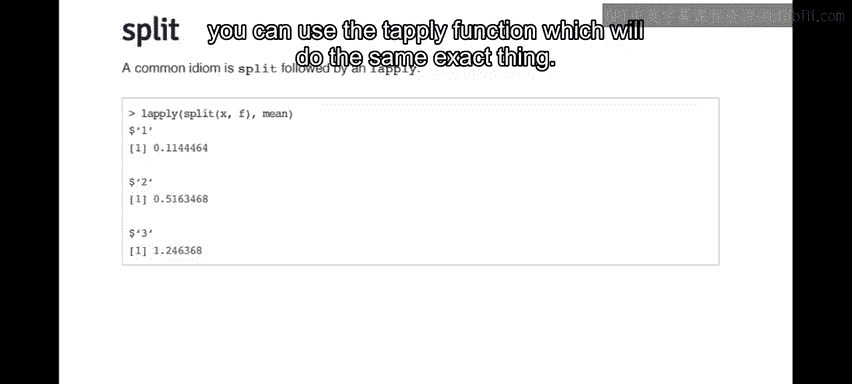 split
you can use the tapply function which will
do the same exact thing.
A common idiom is split followed by an lapply.
> lapply(split(x, f), mean)
$‘1‘
[1] 0.1144464
$‘2‘
[1] 0.5163468
$‘3‘
[1] 1.246368